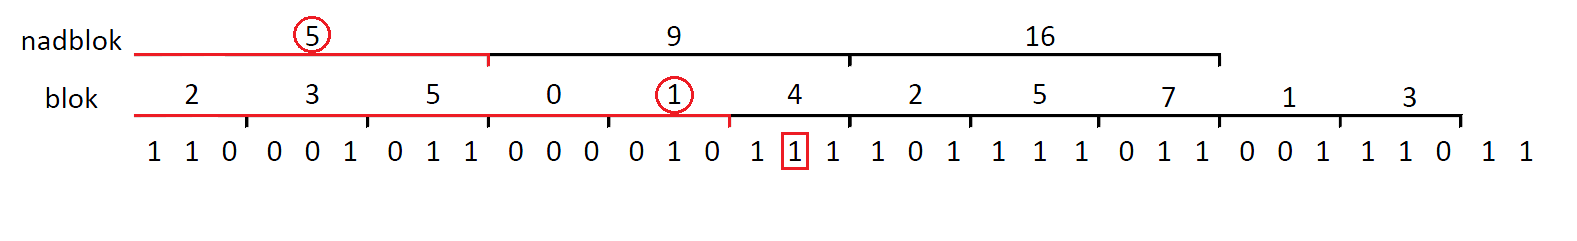 nadblok 5 9 16
blok 2 3 5 0 1 4 2 5 7 1 3
1 1 0 0 0 1 0 1 1 0 0 0 0 1 0 1 1 1 1 0 1 1 1 1 0 1 1 0 0 1 1 1 0 1 1